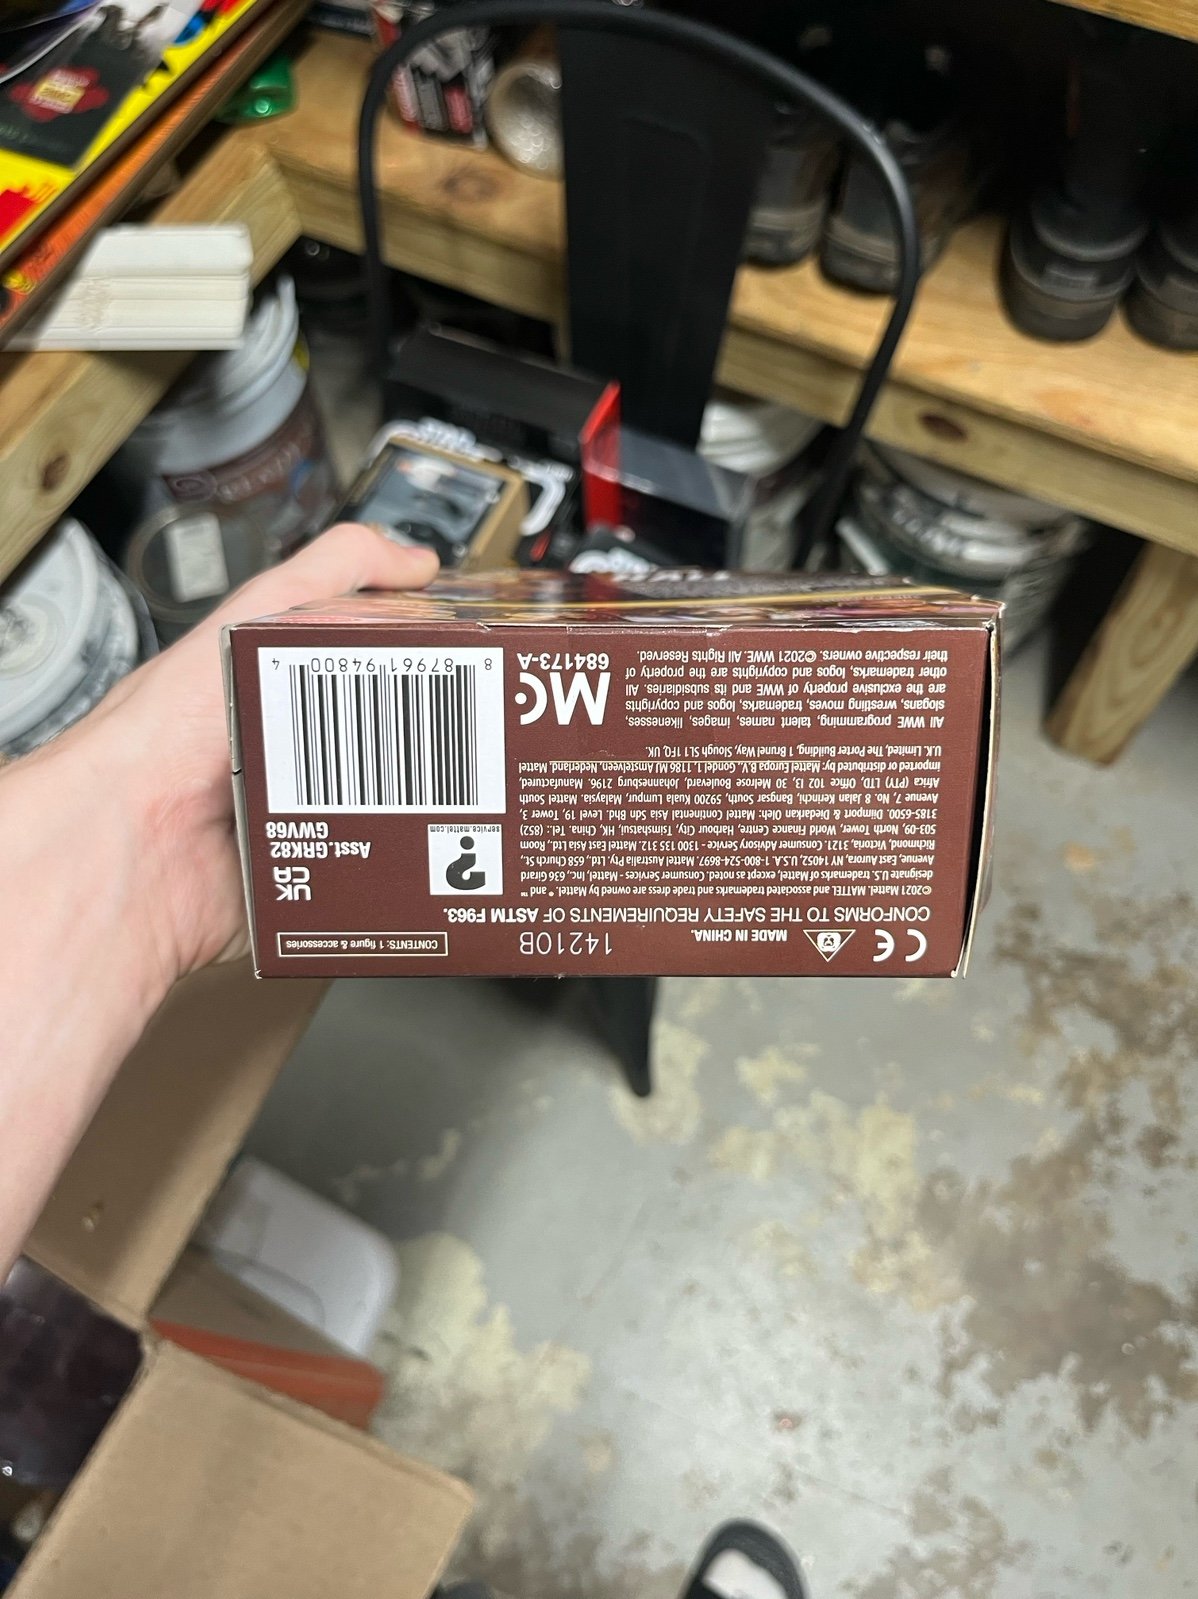 CE
MADE IN CHINA.
14210B
CONTENTS: 1 figure & accessories
CONFORMS TO THE SAFETY REQUIREMENTS OF ASTM F963.
©2021 Mattel. MATTEL and associated trademarks and trade dress are owned by Mattel. ® and ™
designate U.S. trademarks of Mattel, except as noted. Consumer Services - Mattel, Inc., 636 Girard
Avenue, East Aurora, NY 14052, U.S.A. 1-800-524-8697. Mattel Australia Pty., Ltd., 658 Church St.,
Richmond, Victoria, 3121. Consumer Advisory Service - 1300 135 312. Mattel East Asia Ltd., Room
503-09, North Tower, World Finance Centre, Harbour City, Tsimshatsui, HK, China. Tel.: (852)
3185-6500. Diimport & Diedarkan Oleh: Mattel Continental Asia Sdn Bhd. Level 19, Tower 3,
Avenue 7, No. 8 Jalan 8, Kerinchi, Bangsar South, 59200 Kuala Lumpur, Malaysia. Mattel South
Africa (PTY) LTD, Office 102 I3, 30 Melrose Boulevard, Johannesburg 2196. Manufactured,
imported or distributed by: Mattel Europa B.V., Gondel 1, 1186 MJ Amstelveen, Nederland, Mattel
U.K. Limited, The Porter Building, 1 Brunel Way, Slough SL1 1FQ, UK.
UK
CA
service.mattel.com
?
Asst.GRK82
GWV68
All WWE programming, talent names, images, likenesses,
slogans, wrestling moves, trademarks, logos and copyrights
are the exclusive property of WWE and its subsidiaries. All
other trademarks, logos and copyrights are the property of
their respective owners. ©2021 WWE. All Rights Reserved.
MC
684173-A
8 87961 94800 4